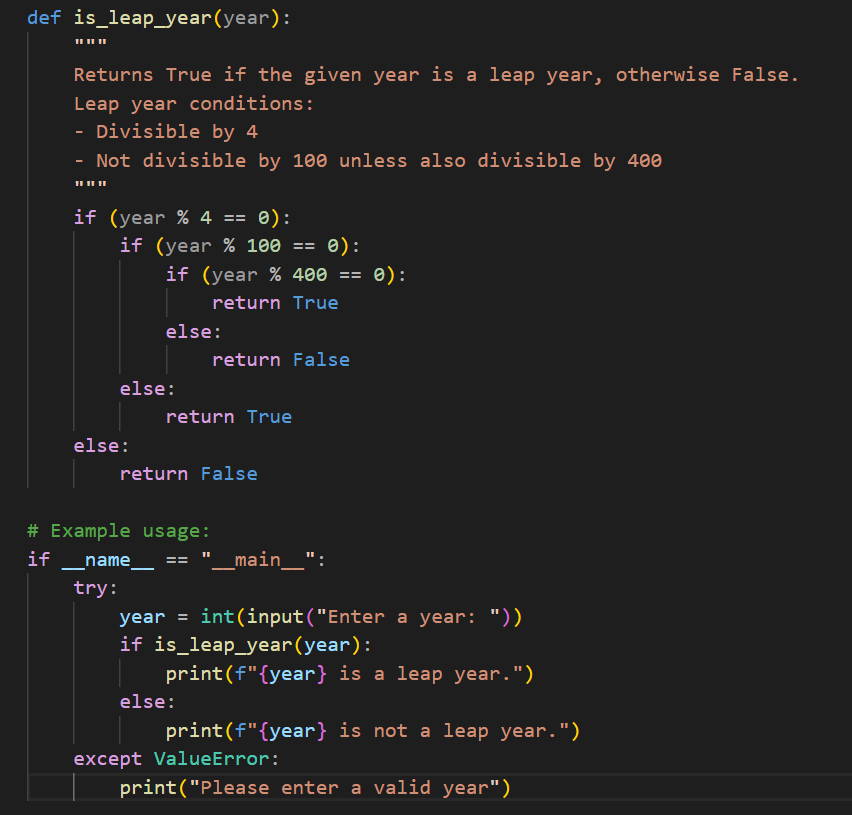 def is_leap_year(year):
    """
    Returns True if the given year is a leap year, otherwise False.
    Leap year conditions:
    - Divisible by 4
    - Not divisible by 100 unless also divisible by 400
    """
    if (year % 4 == 0):
        if (year % 100 == 0):
            if (year % 400 == 0):
                return True
            else:
                return False
        else:
            return True
    else:
        return False

# Example usage:
if __name__ == "__main__":
    try:
        year = int(input("Enter a year: "))
        if is_leap_year(year):
            print(f"{year} is a leap year.")
        else:
            print(f"{year} is not a leap year.")
    except ValueError:
        print("Please enter a valid year")